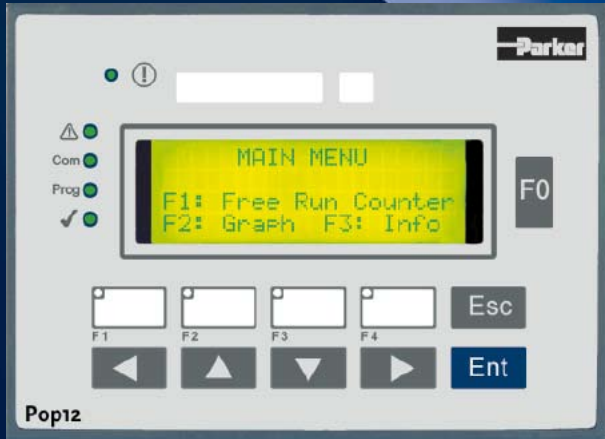 Parker
Com
Prog
MAIN MENU
F1: Free Run Counter
F2: Graph F3: Info
F0
F1
F2
F3
F4
Esc
Ent
Pop12